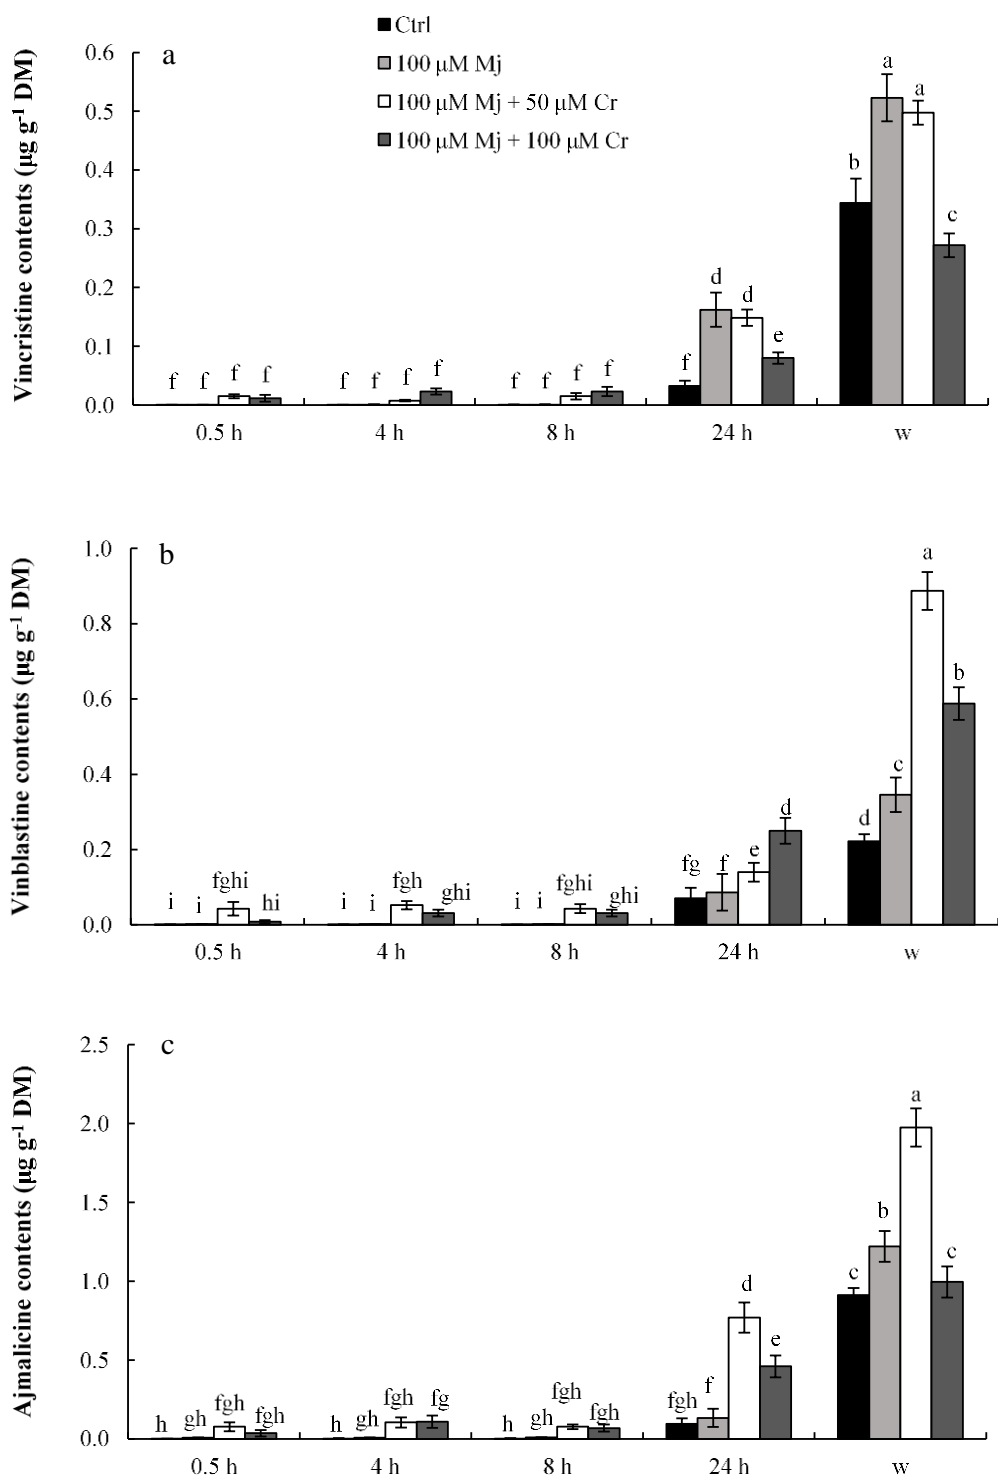 Ctrl
100 μM Mj
100 μM Mj + 50 μM Cr
100 μM Mj + 100 μM Cr
a
Vincristine contents (μg g⁻¹ DM)
0.6
0.5
0.4
0.3
0.2
0.1
0.0
f f f f
f f f f
f f f f
f d d e
b a a c
0.5 h 4 h 8 h 24 h w
b
Vinblastine contents (μg g⁻¹ DM)
1.0
0.8
0.6
0.4
0.2
0.0
i i fghi hi
i i fgh ghi
i i fghi ghi
fg f e d
d c a b
0.5 h 4 h 8 h 24 h w
c
Ajmalicine contents (μg g⁻¹ DM)
2.5
2.0
1.5
1.0
0.5
0.0
h gh fgh fgh
h gh fgh fg
h gh fgh fgh
fgh f d e
c b a c
0.5 h 4 h 8 h 24 h w